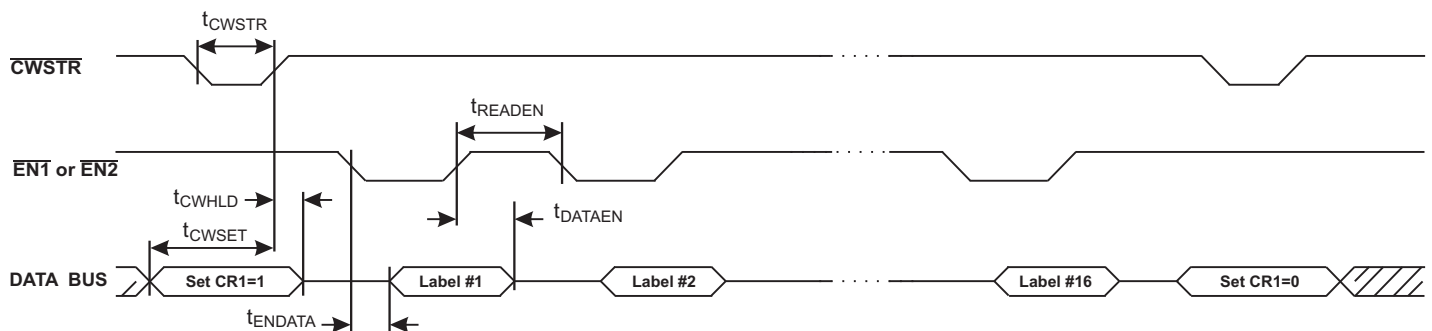 tCWSTR
CWSTR
tREADEN
EN1 or EN2
tCWHLD
tDATAEN
tCWSET
DATA BUS
Set CR1=1
Label #1
Label #2
Label #16
Set CR1=0
tENDATA